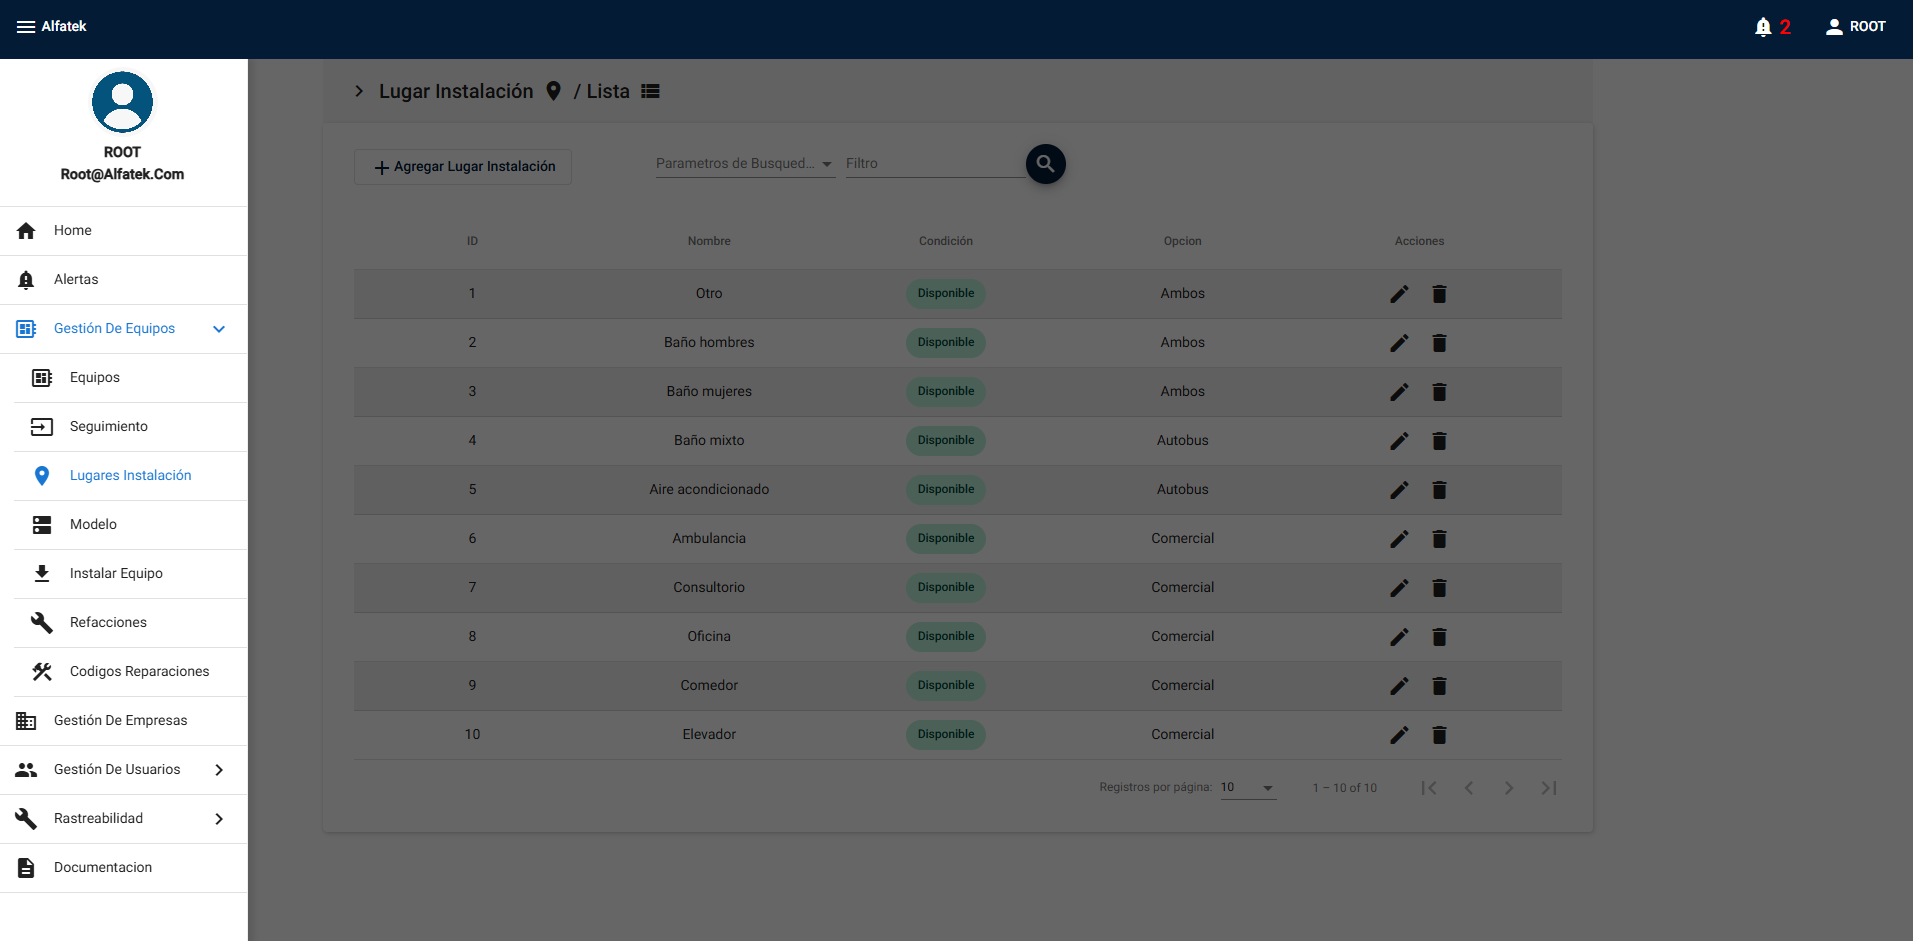 Alfatek
2
ROOT
ROOT
Root@Alfatek.Com
Home
Alertas
Gestión De Equipos
Equipos
Seguimiento
Lugares Instalación
Modelo
Instalar Equipo
Refacciones
Codigos Reparaciones
Gestión De Empresas
Gestión De Usuarios
Rastreabilidad
Documentacion
Lugar Instalación / Lista
Agregar Lugar Instalación
Parametros de Busqued...
Filtro
ID Nombre Condición Opcion Acciones
1 Otro Disponible Ambos
2 Baño hombres Disponible Ambos
3 Baño mujeres Disponible Ambos
4 Baño mixto Disponible Autobus
5 Aire acondicionado Disponible Autobus
6 Ambulancia Disponible Comercial
7 Consultorio Disponible Comercial
8 Oficina Disponible Comercial
9 Comedor Disponible Comercial
10 Elevador Disponible Comercial
Registros por página: 10 1 – 10 of 10